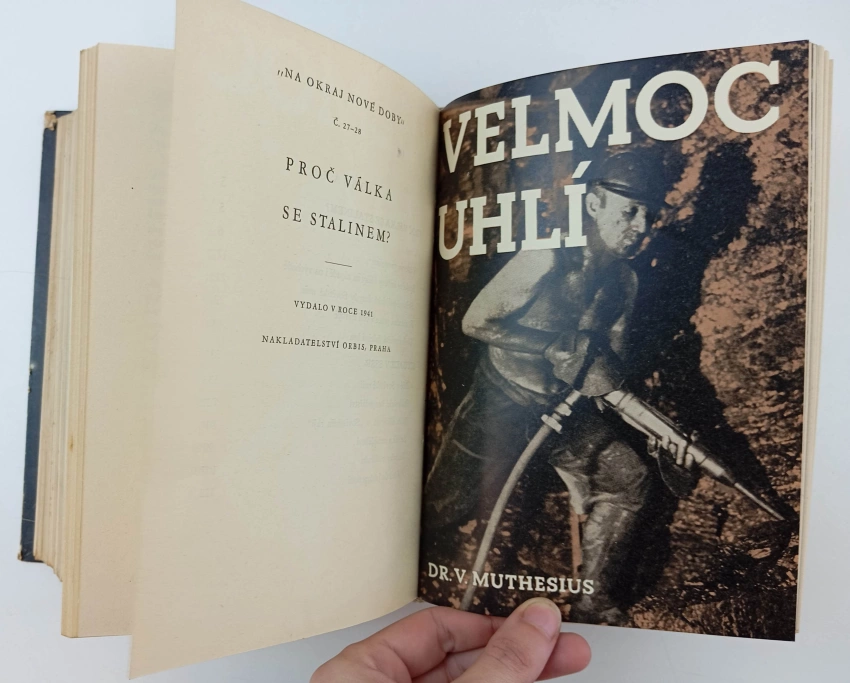 „NA OKRAJ NOVÉ DOBY“
Č. 27-28
PROČ VÁLKA
SE STALINEM?
VYDALO V ROCE 1941
NAKLADATELSTVÍ ORBIS, PRAHA
VELMOC
UHLÍ
DR. V. MUTHESIUS